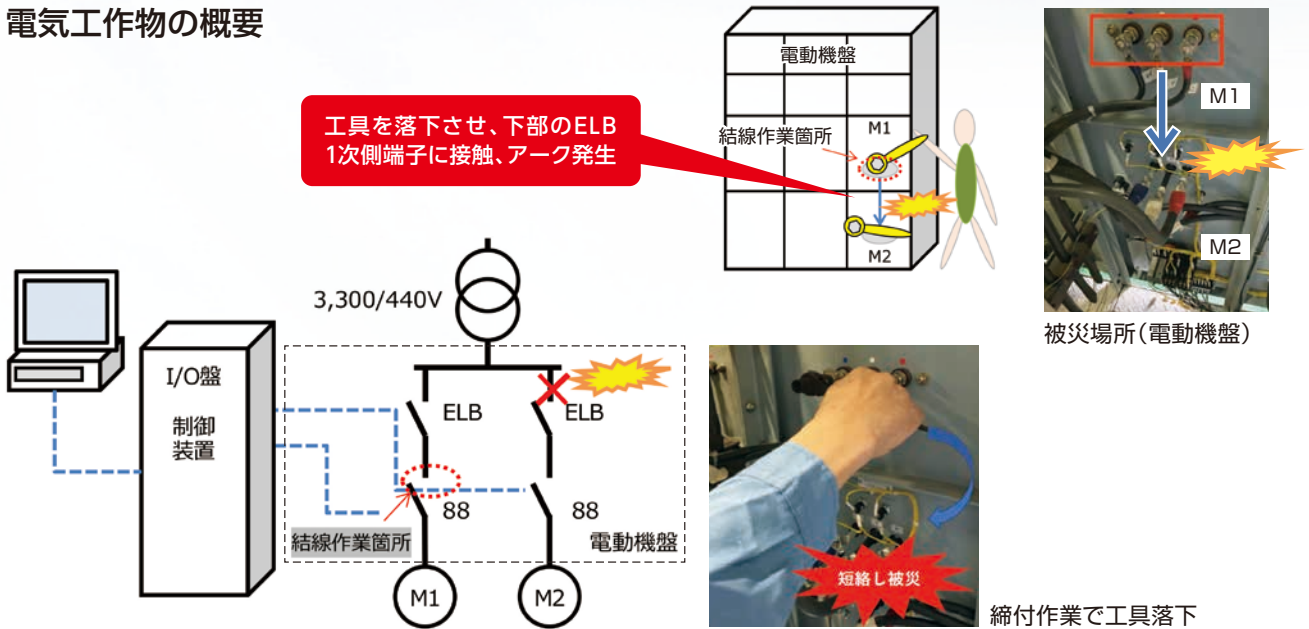 電気工作物の概要
工具を落下させ、下部のELB
1次側端子に接触、アーク発生
電動機盤
結線作業箇所
M1
M2
M1
M2
被災場所（電動機盤）
3,300/440V
I/O盤
制御
装置
ELB
ELB
88
88
結線作業箇所
電動機盤
M1
M2
短絡し被災
締付作業で工具落下